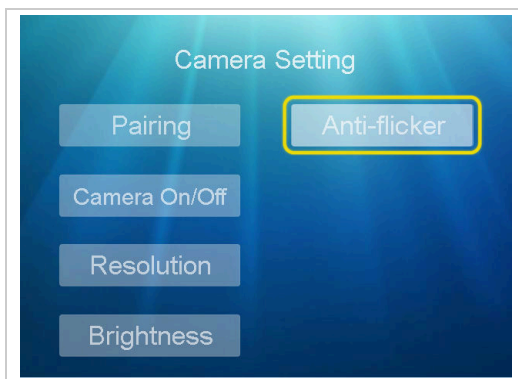 Camera Setting
Pairing
Anti-flicker
Camera On/Off
Resolution
Brightness